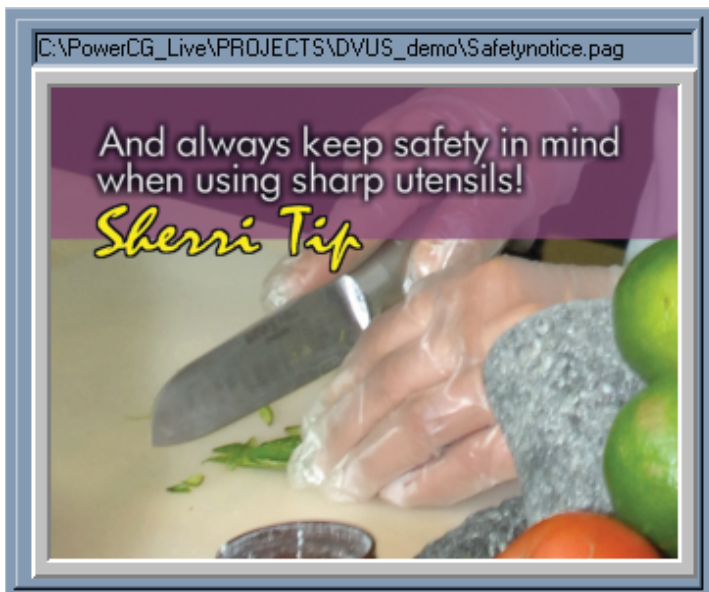 C:\PowerCG_Live\PROJECTS\DVUS_demo\Safetynotice.pag
And always keep safety in mind
when using sharp utensils!
Sherri Tip